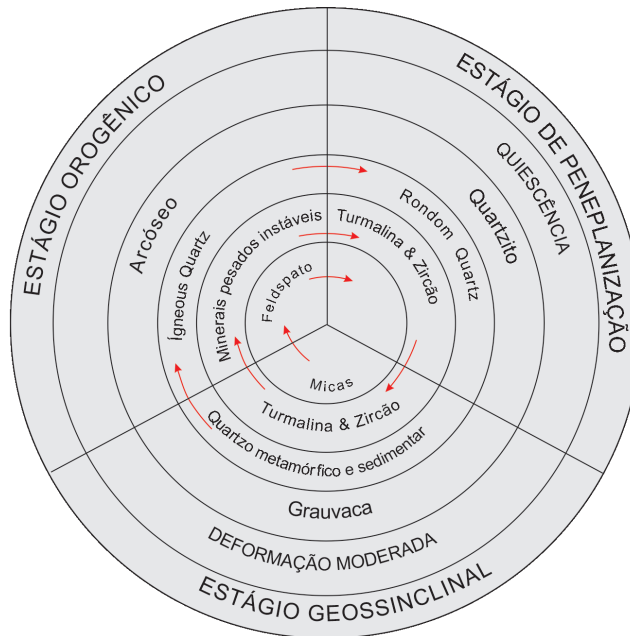 ESTÁGIO OROGÊNICO
Arcóseo
Ígneous Quartz
Minerais pesados instáveis
Feldspato
ESTÁGIO DE PENEPLANIZAÇÃO
QUIESCÊNCIA
Quartzito
Rondom Quartz
Turmalina & Zircão
Micas
Turmalina & Zircão
Quartzo metamórfico e sedimentar
Grauvaca
DEFORMAÇÃO MODERADA
ESTÁGIO GEOSSINCLINAL